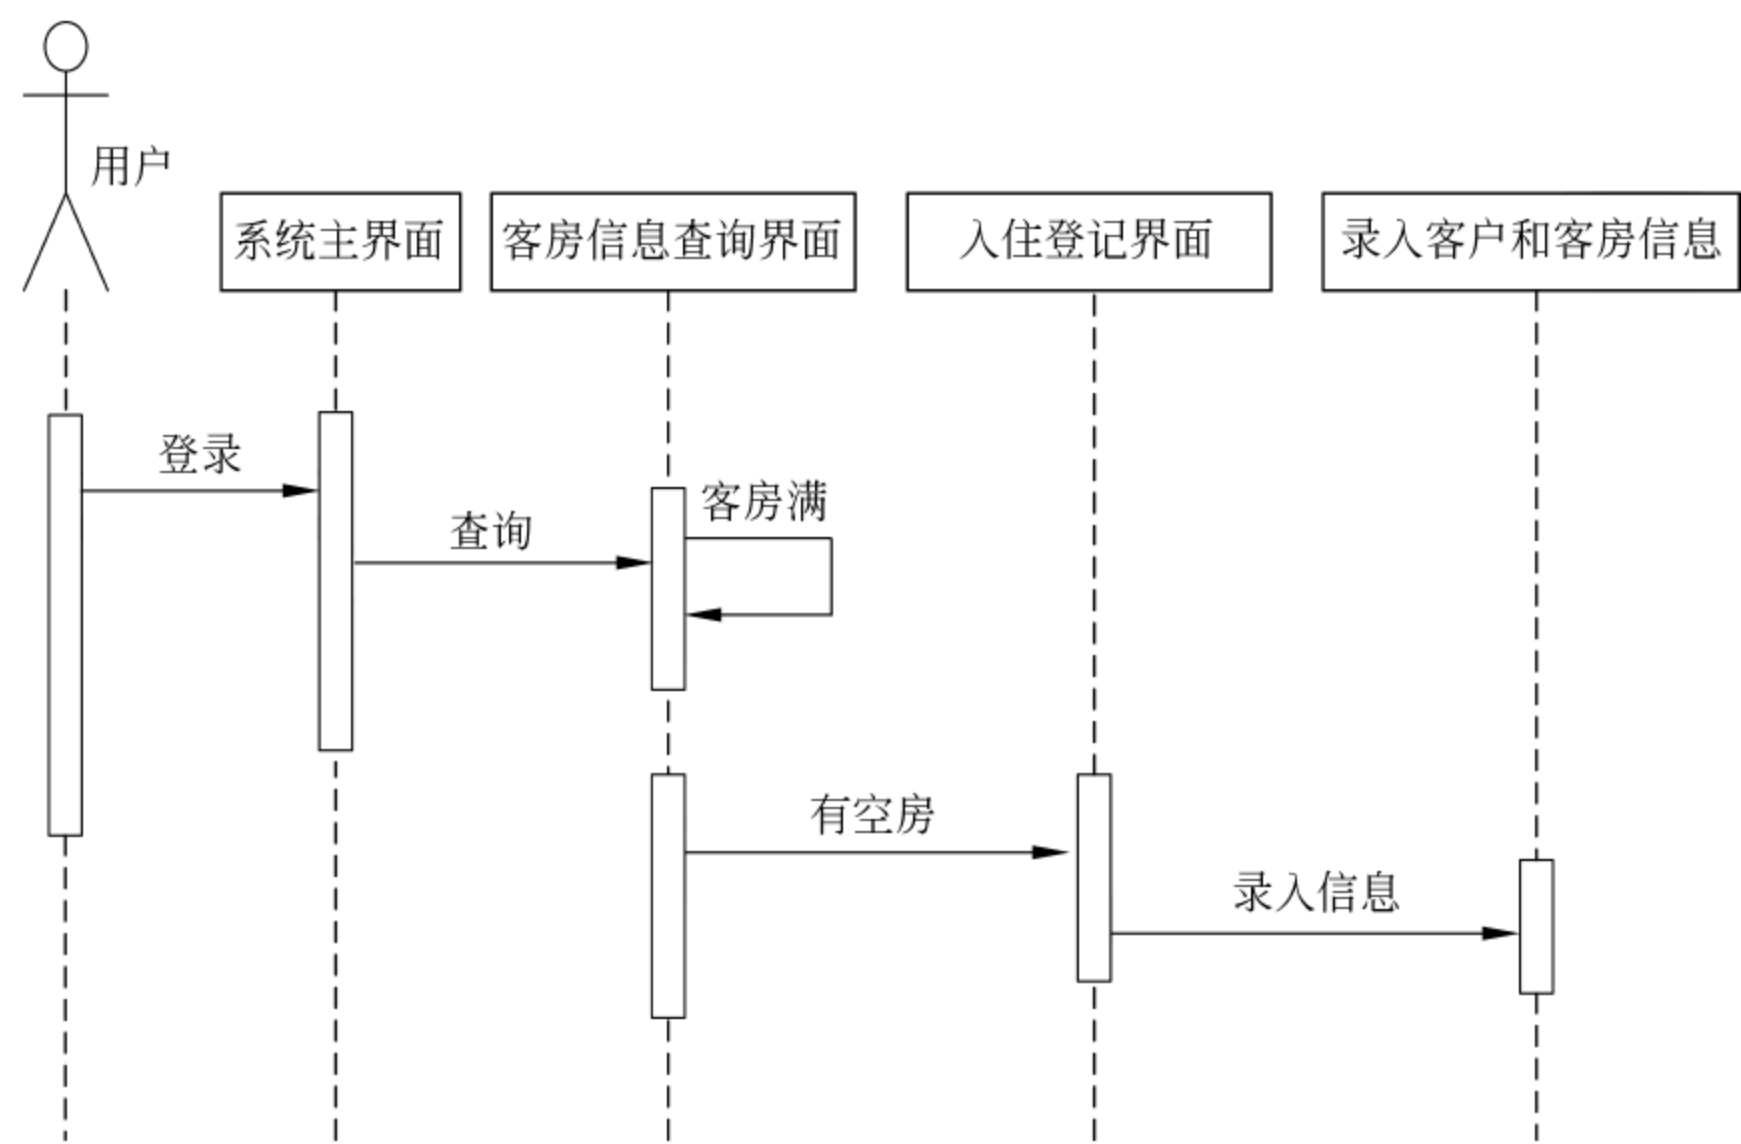 用户
系统主界面
客房信息查询界面
入住登记界面
录入客户和客房信息
登录
查询
客房满
有空房
录入信息